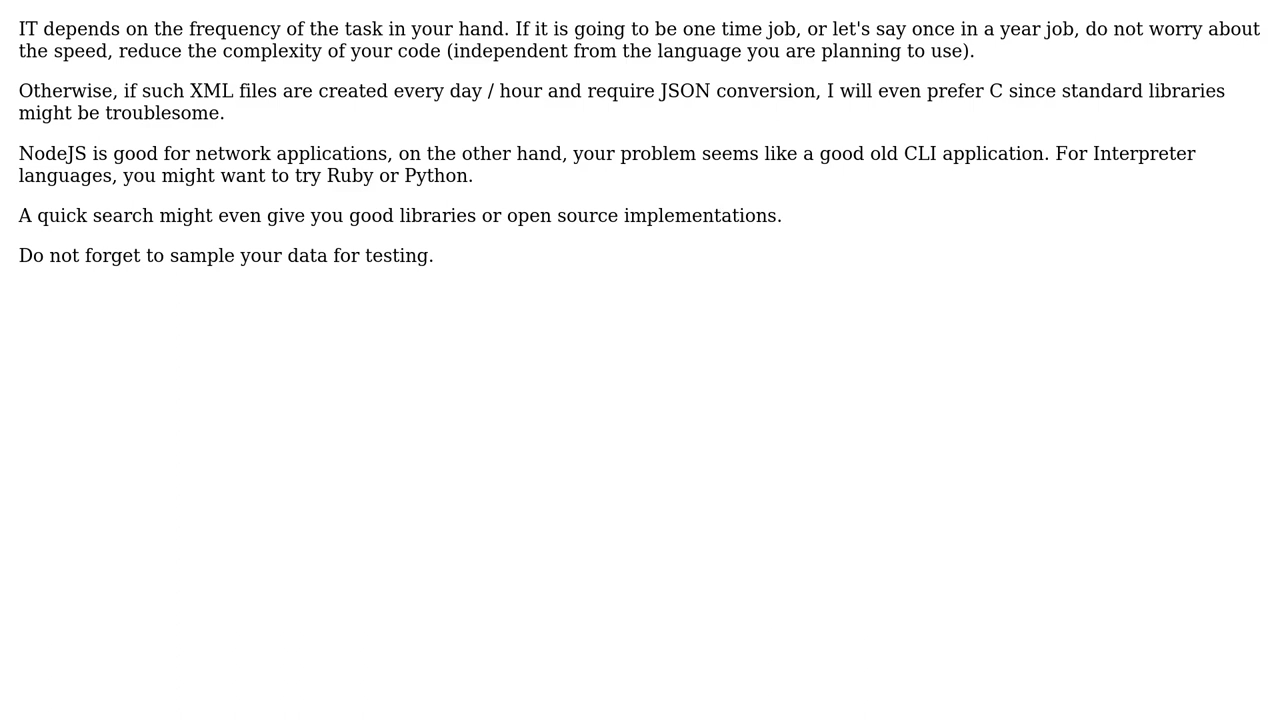 IT depends on the frequency of the task in your hand. If it is going to be one time job, or let's say once in a year job, do not worry about
the speed, reduce the complexity of your code (independent from the language you are planning to use).
Otherwise, if such XML files are created every day / hour and require JSON conversion, I will even prefer C since standard libraries
might be troublesome.
NodeJS is good for network applications, on the other hand, your problem seems like a good old CLI application. For Interpreter
languages, you might want to try Ruby or Python.
A quick search might even give you good libraries or open source implementations.
Do not forget to sample your data for testing.